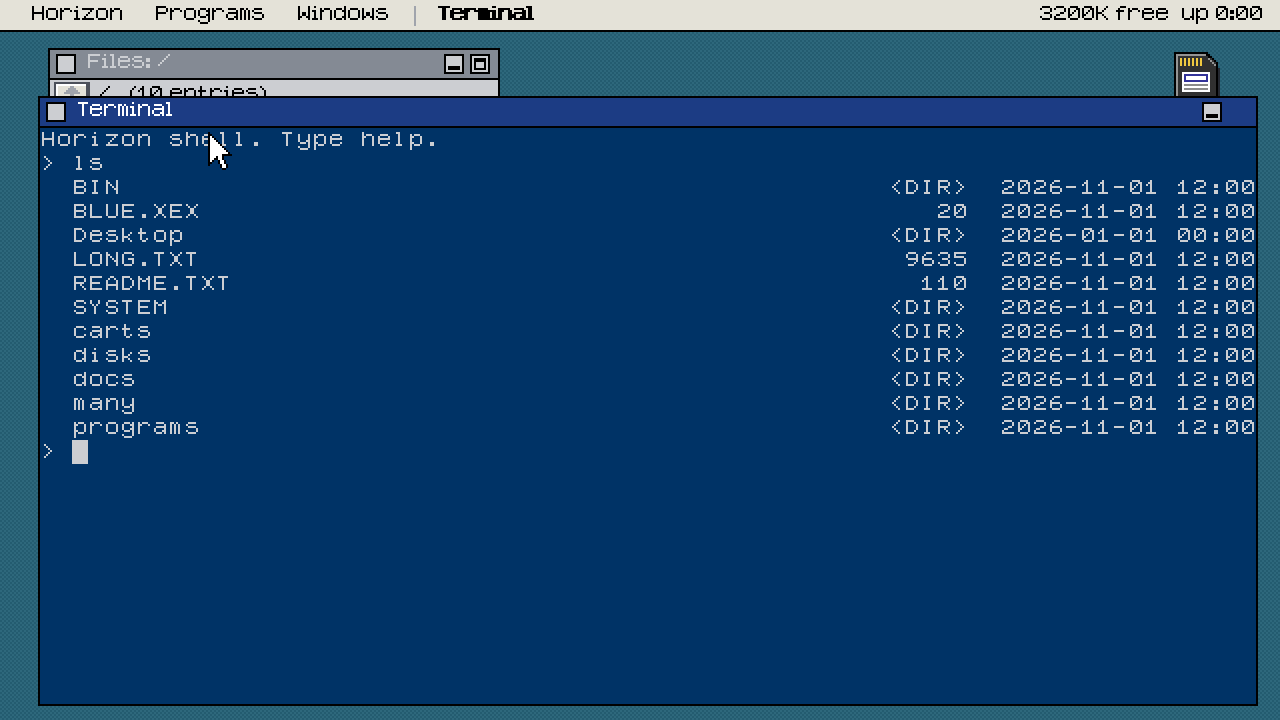 Horizon Programs Windows | Terminal 3200K free up 0:00
Files: /
/ (10 entries)
Terminal
Horizon shell. Type help.
> ls
BIN <DIR> 2026-11-01 12:00
BLUE.XEX 20 2026-11-01 12:00
Desktop <DIR> 2026-01-01 00:00
LONG.TXT 9635 2026-11-01 12:00
README.TXT 110 2026-11-01 12:00
SYSTEM <DIR> 2026-11-01 12:00
carts <DIR> 2026-11-01 12:00
disks <DIR> 2026-11-01 12:00
docs <DIR> 2026-11-01 12:00
many <DIR> 2026-11-01 12:00
programs <DIR> 2026-11-01 12:00
>